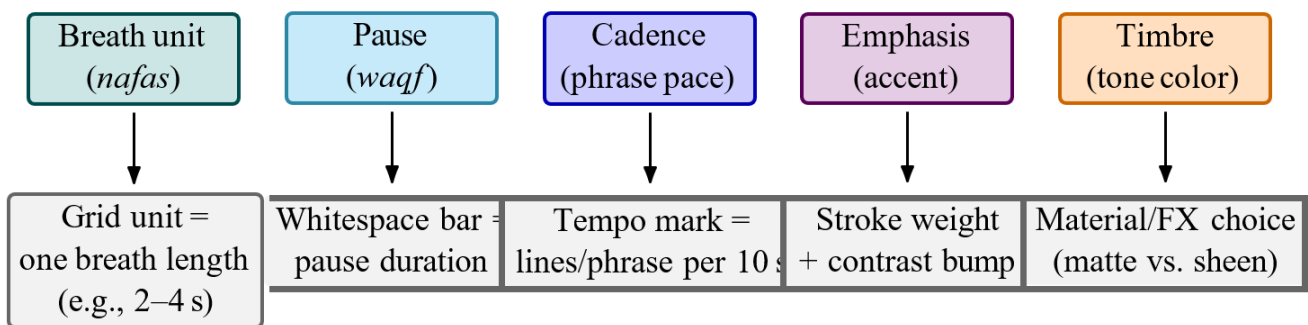 Breath unit
(nafas)
Pause
(waqf)
Cadence
(phrase pace)
Emphasis
(accent)
Timbre
(tone color)
Grid unit =
one breath length
(e.g., 2–4 s)
Whitespace bar =
pause duration
Tempo mark =
lines/phrase per 10 s
Stroke weight
+ contrast bump
Material/FX choice
(matte vs. sheen)